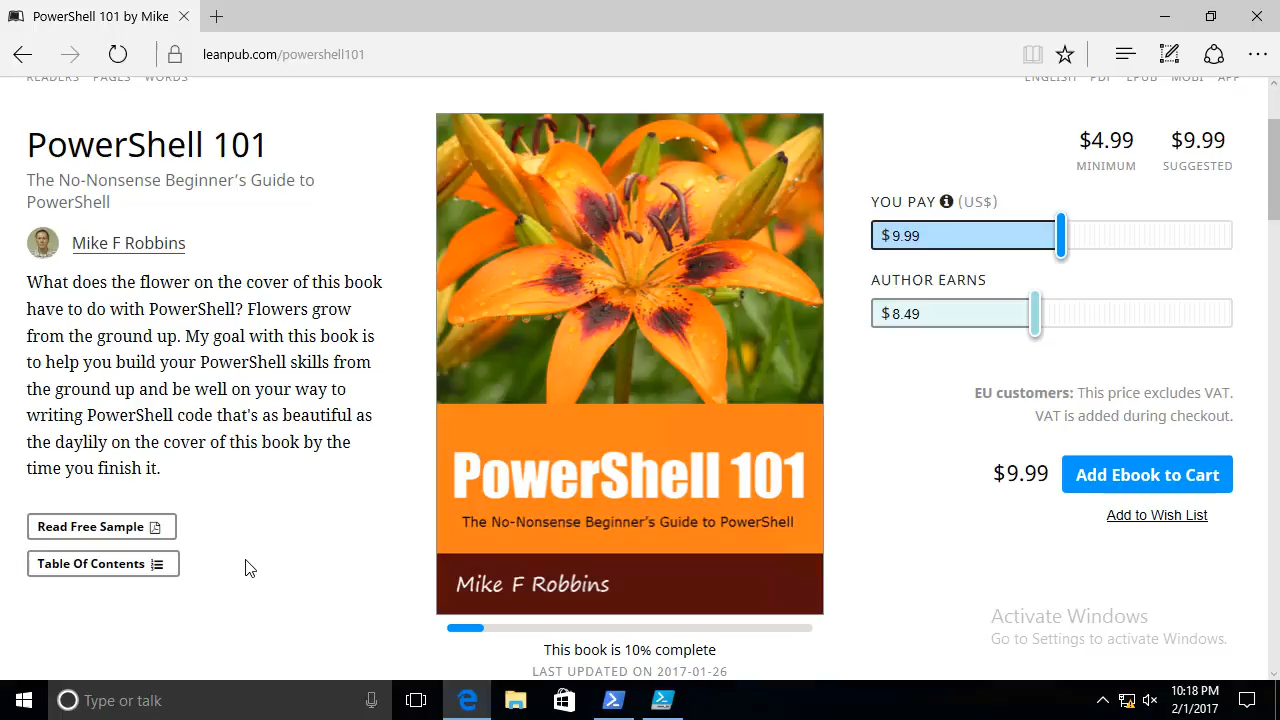 PowerShell 101 by Mike
leanpub.com/powershell101
READERS PAGES WORDS
ENGLISH PDF EPUB MOBI APP
PowerShell 101
The No-Nonsense Beginner's Guide to
PowerShell
Mike F Robbins
What does the flower on the cover of this book
have to do with PowerShell? Flowers grow
from the ground up. My goal with this book is
to help you build your PowerShell skills from
the ground up and be well on your way to
writing PowerShell code that's as beautiful as
the daylily on the cover of this book by the
time you finish it.
Read Free Sample
Table Of Contents
PowerShell 101
The No-Nonsense Beginner's Guide to PowerShell
Mike F Robbins
This book is 10% complete
LAST UPDATED ON 2017-01-26
$4.99 $9.99
MINIMUM SUGGESTED
YOU PAY (US$)
$ 9.99
AUTHOR EARNS
$ 8.49
EU customers: This price excludes VAT.
VAT is added during checkout.
$9.99 Add Ebook to Cart
Add to Wish List
Activate Windows
Go to Settings to activate Windows.
Type or talk
10:18 PM
2/1/2017